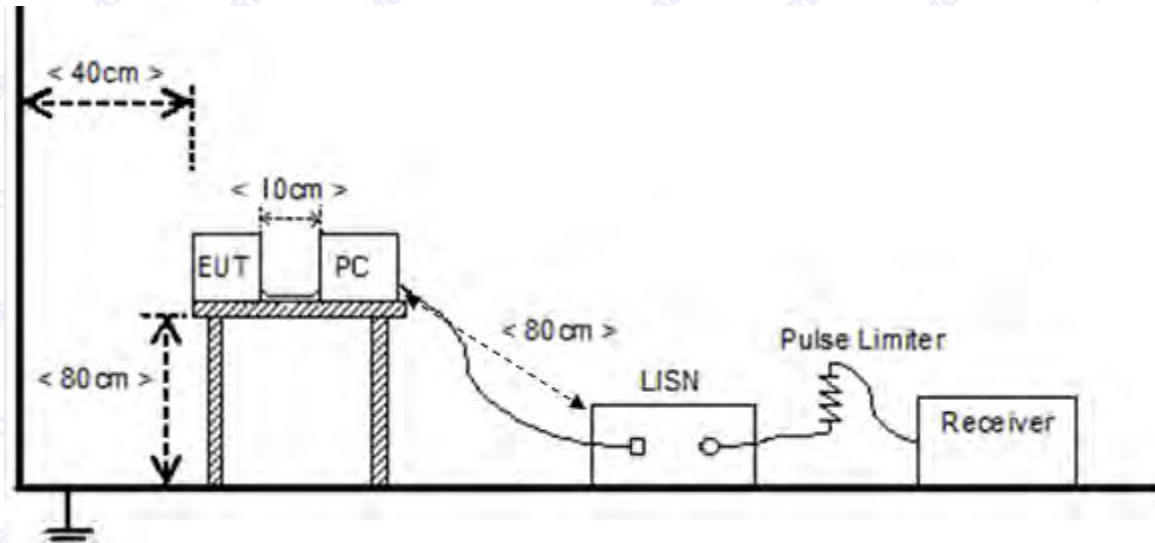 < 40cm >
< 10cm >
EUT
PC
< 80cm >
< 80cm >
Pulse Limiter
LISN
Receiver